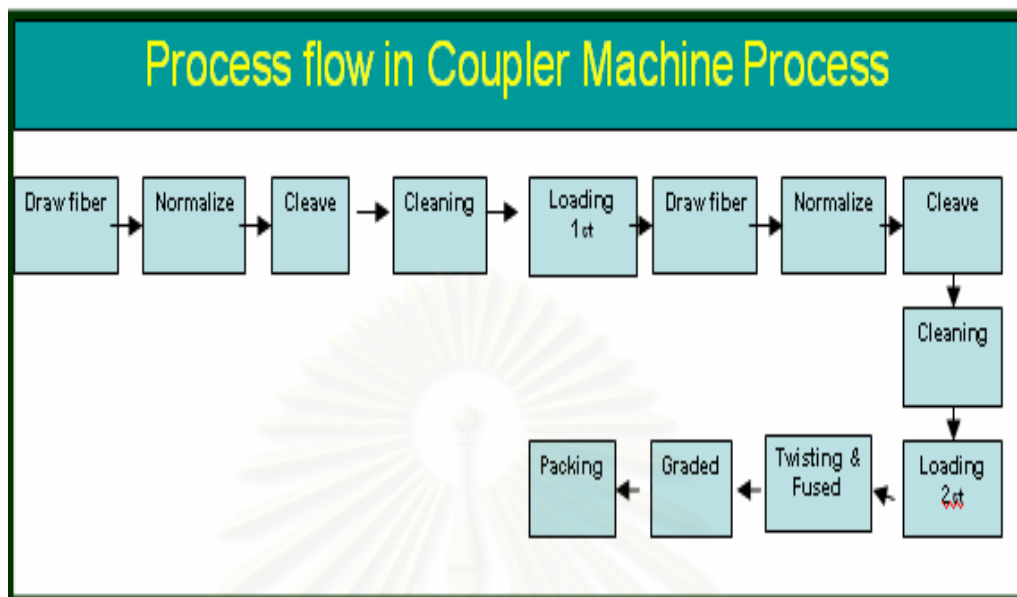 Process flow in Coupler Machine Process
Draw fiber
Normalize
Cleave
Cleaning
Loading
1st
Draw fiber
Normalize
Cleave
Cleaning
Loading
2st
Twisting &
Fused
Graded
Packing